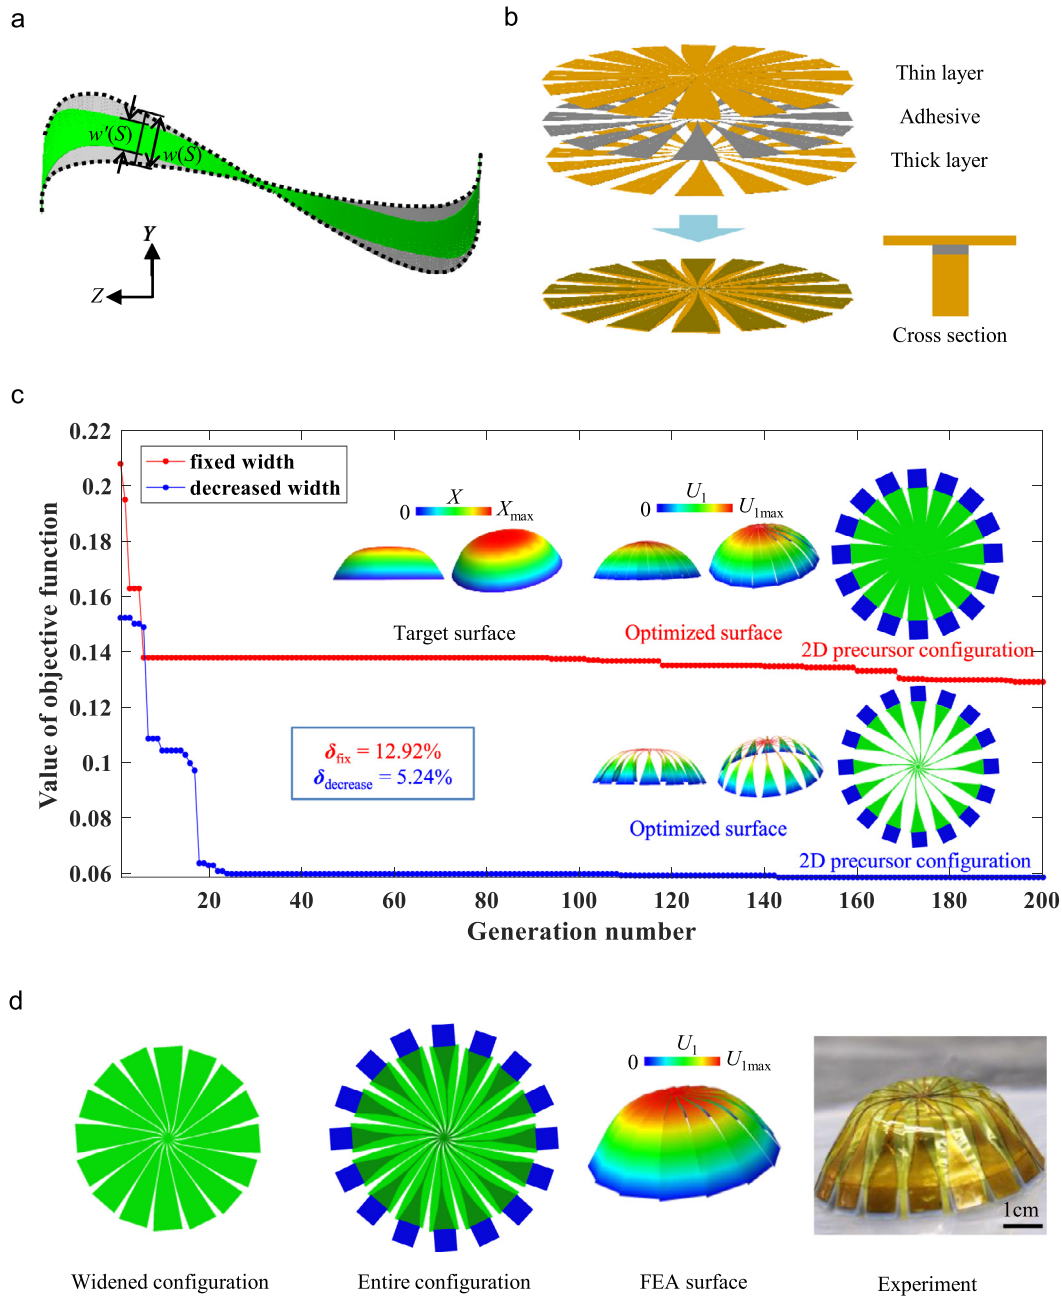 a
w′(S)
w(S)
Y
Z
b
Thin layer
Adhesive
Thick layer
Cross section
c
Value of objective function
0.22
0.2
0.18
0.16
0.14
0.12
0.1
0.08
0.06
fixed width
decreased width
X
0
Xmax
U1
0
U1max
Target surface
Optimized surface
2D precursor configuration
δfix = 12.92%
δdecrease = 5.24%
Optimized surface
2D precursor configuration
20
40
60
80
100
120
140
160
180
200
Generation number
d
U1
0
U1max
1cm
Widened configuration
Entire configuration
FEA surface
Experiment